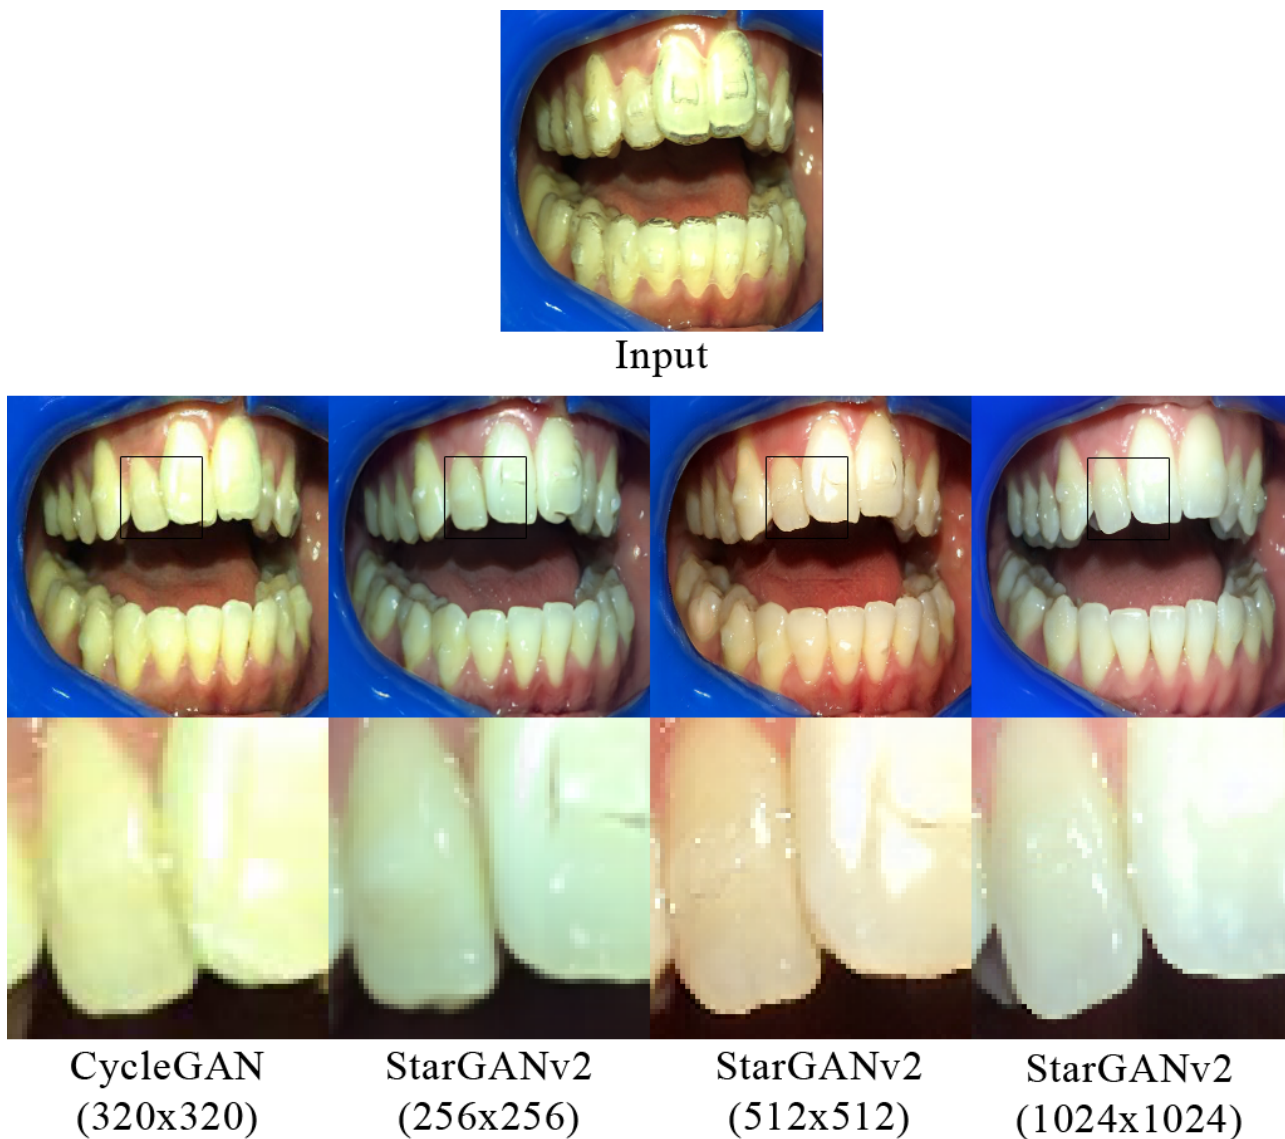 Input
CycleGAN
(320x320)
StarGANv2
(256x256)
StarGANv2
(512x512)
StarGANv2
(1024x1024)